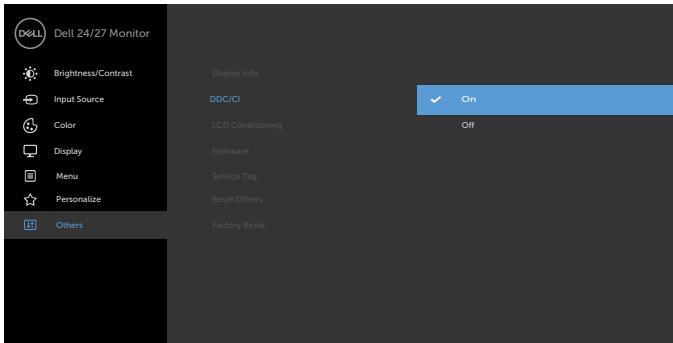 DELL Dell 24/27 Monitor
Brightness/Contrast
Input Source
Color
Display
Menu
Personalize
Others
Display Info
DDC/CI
LCD Conditioning
Firmware
Service Tag
Reset Others
Factory Reset
On
Off